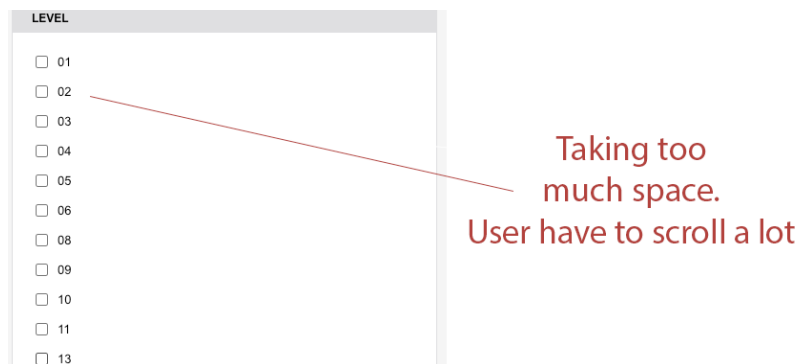 LEVEL
01
02
03
04
05
06
08
09
10
11
13
Taking too
much space.
User have to scroll a lot